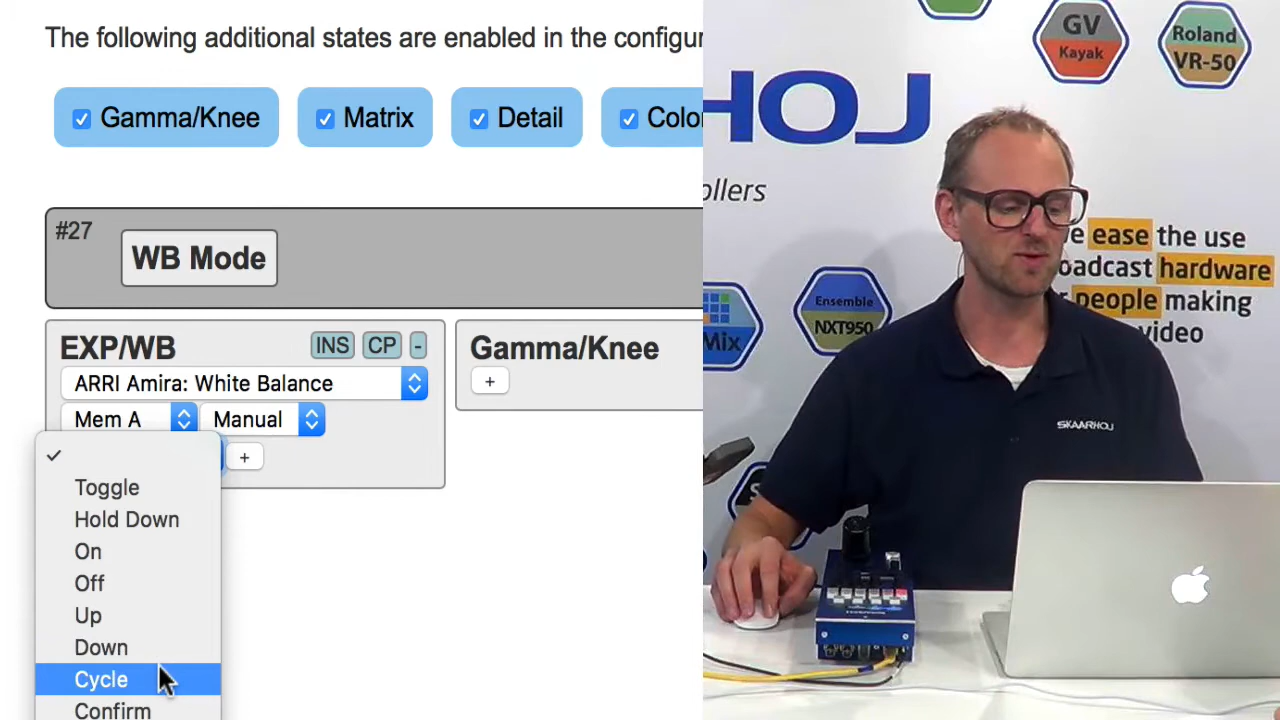 The following additional states are enabled in the configur
Gamma/Knee
Matrix
Detail
Color
#27
WB Mode
EXP/WB
INS
CP
-
ARRI Amira: White Balance
Mem A
Manual
+
Gamma/Knee
+
Toggle
Hold Down
On
Off
Up
Down
Cycle
Confirm
GV
Kayak
Roland
VR-50
HOJ
ollers
e ease the use
oadcast hardware
people making
video
Mix
Ensemble
NXT950
SKAARHOJ